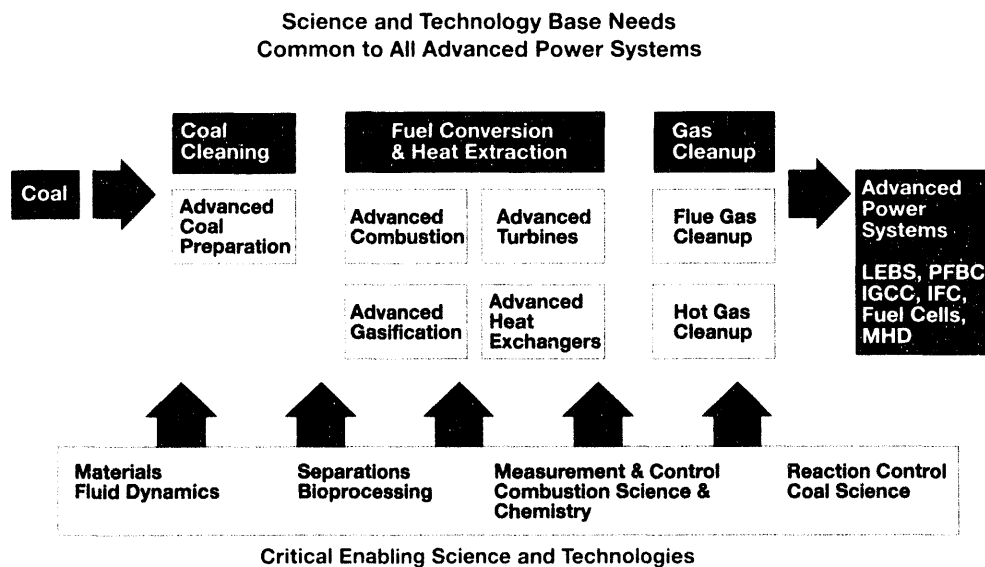 Science and Technology Base Needs
Common to All Advanced Power Systems
Coal
Coal
Cleaning
Advanced
Coal
Preparation
Fuel Conversion
& Heat Extraction
Advanced
Combustion
Advanced
Turbines
Advanced
Gasification
Advanced
Heat
Exchangers
Gas
Cleanup
Flue Gas
Cleanup
Hot Gas
Cleanup
Advanced
Power
Systems
LEBS, PFBC
IGCC, IFC,
Fuel Cells,
MHD
Materials
Fluid Dynamics
Separations
Bioprocessing
Measurement & Control
Combustion Science &
Chemistry
Reaction Control
Coal Science
Critical Enabling Science and Technologies